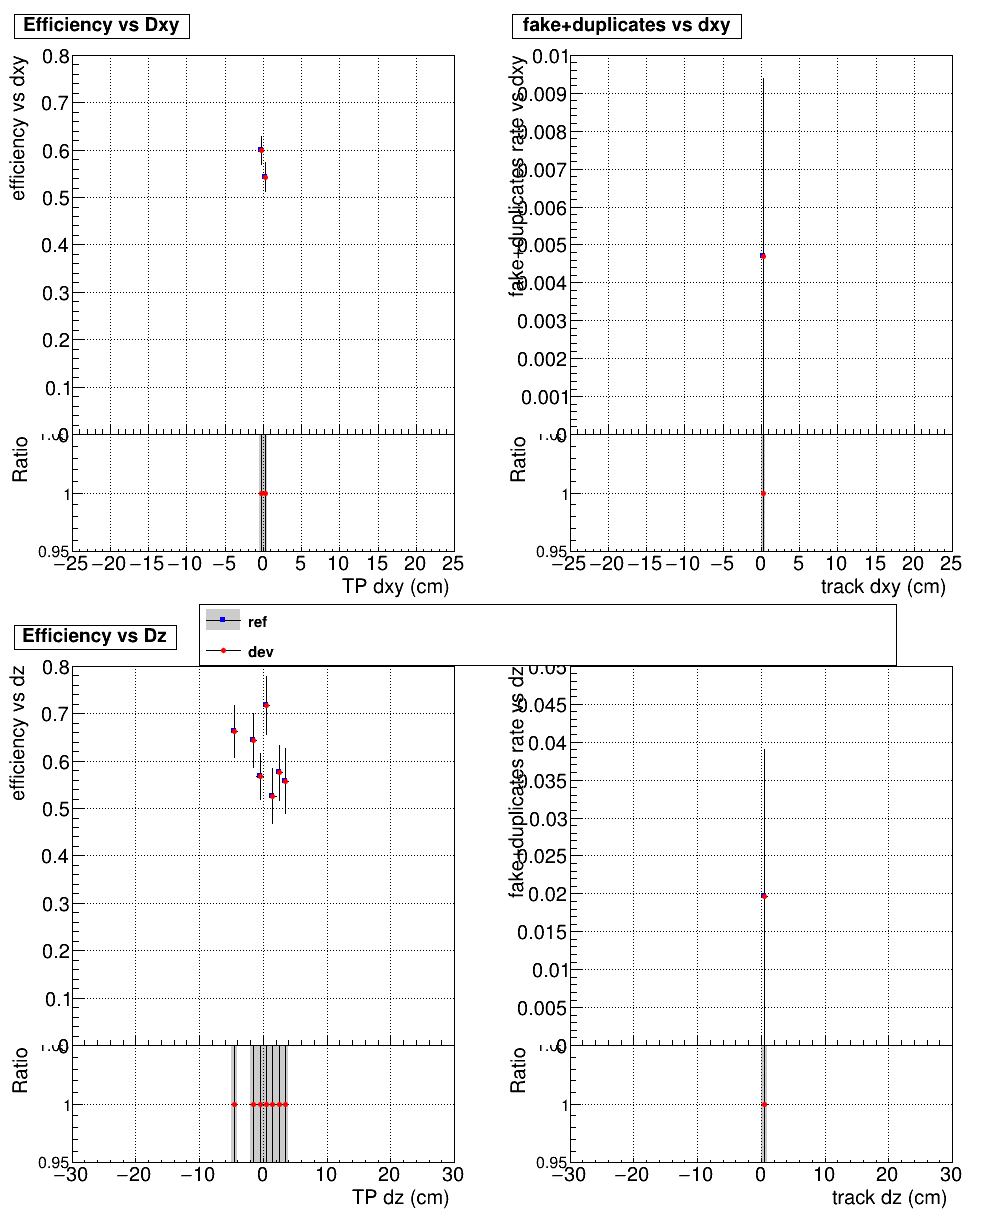 Efficiency vs Dxy
efficiency vs dxy
0.8
0.7
0.6
0.5
0.4
0.3
0.2
0.1
0
Ratio
1
0.95
−25 −20 −15 −10 −5 0 5 10 15 20 25
TP dxy (cm)
fake+duplicates vs dxy
fake+duplicates rate vs dxy
0.01
0.009
0.008
0.007
0.006
0.005
0.004
0.003
0.002
0.001
0
Ratio
1
0.95
−25 −20 −15 −10 −5 0 5 10 15 20 25
track dxy (cm)
ref
dev
Efficiency vs Dz
efficiency vs dz
0.8
0.7
0.6
0.5
0.4
0.3
0.2
0.1
0
Ratio
1
0.95
−30 −20 −10 0 10 20 30
TP dz (cm)
fake+duplicates rate vs dz
0.05
0.045
0.04
0.035
0.03
0.025
0.02
0.015
0.01
0.005
0
Ratio
1
0.95
−30 −20 −10 0 10 20 30
track dz (cm)